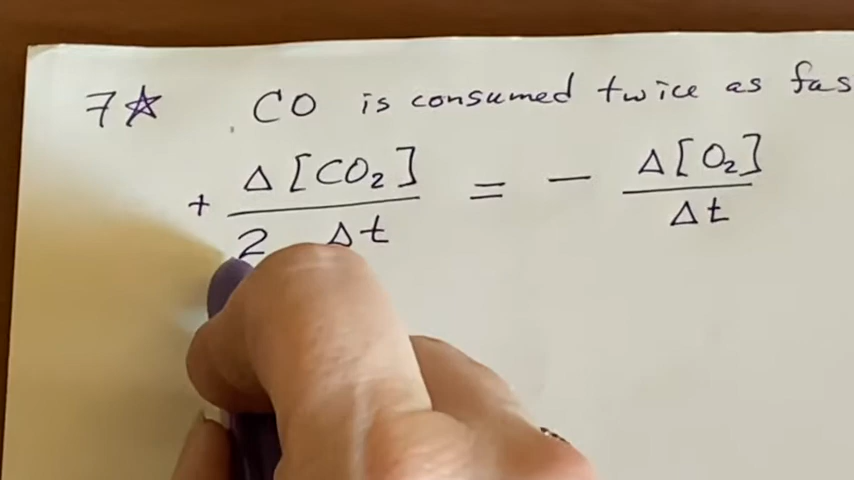 7☆ CO is consumed twice as fas
+ Δ[CO₂] / 2 Δt = - Δ[O₂] / Δt